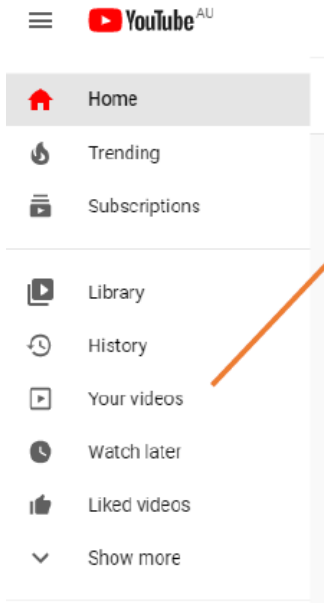 YouTube AU
Home
Trending
Subscriptions
Library
History
Your videos
Watch later
Liked videos
Show more